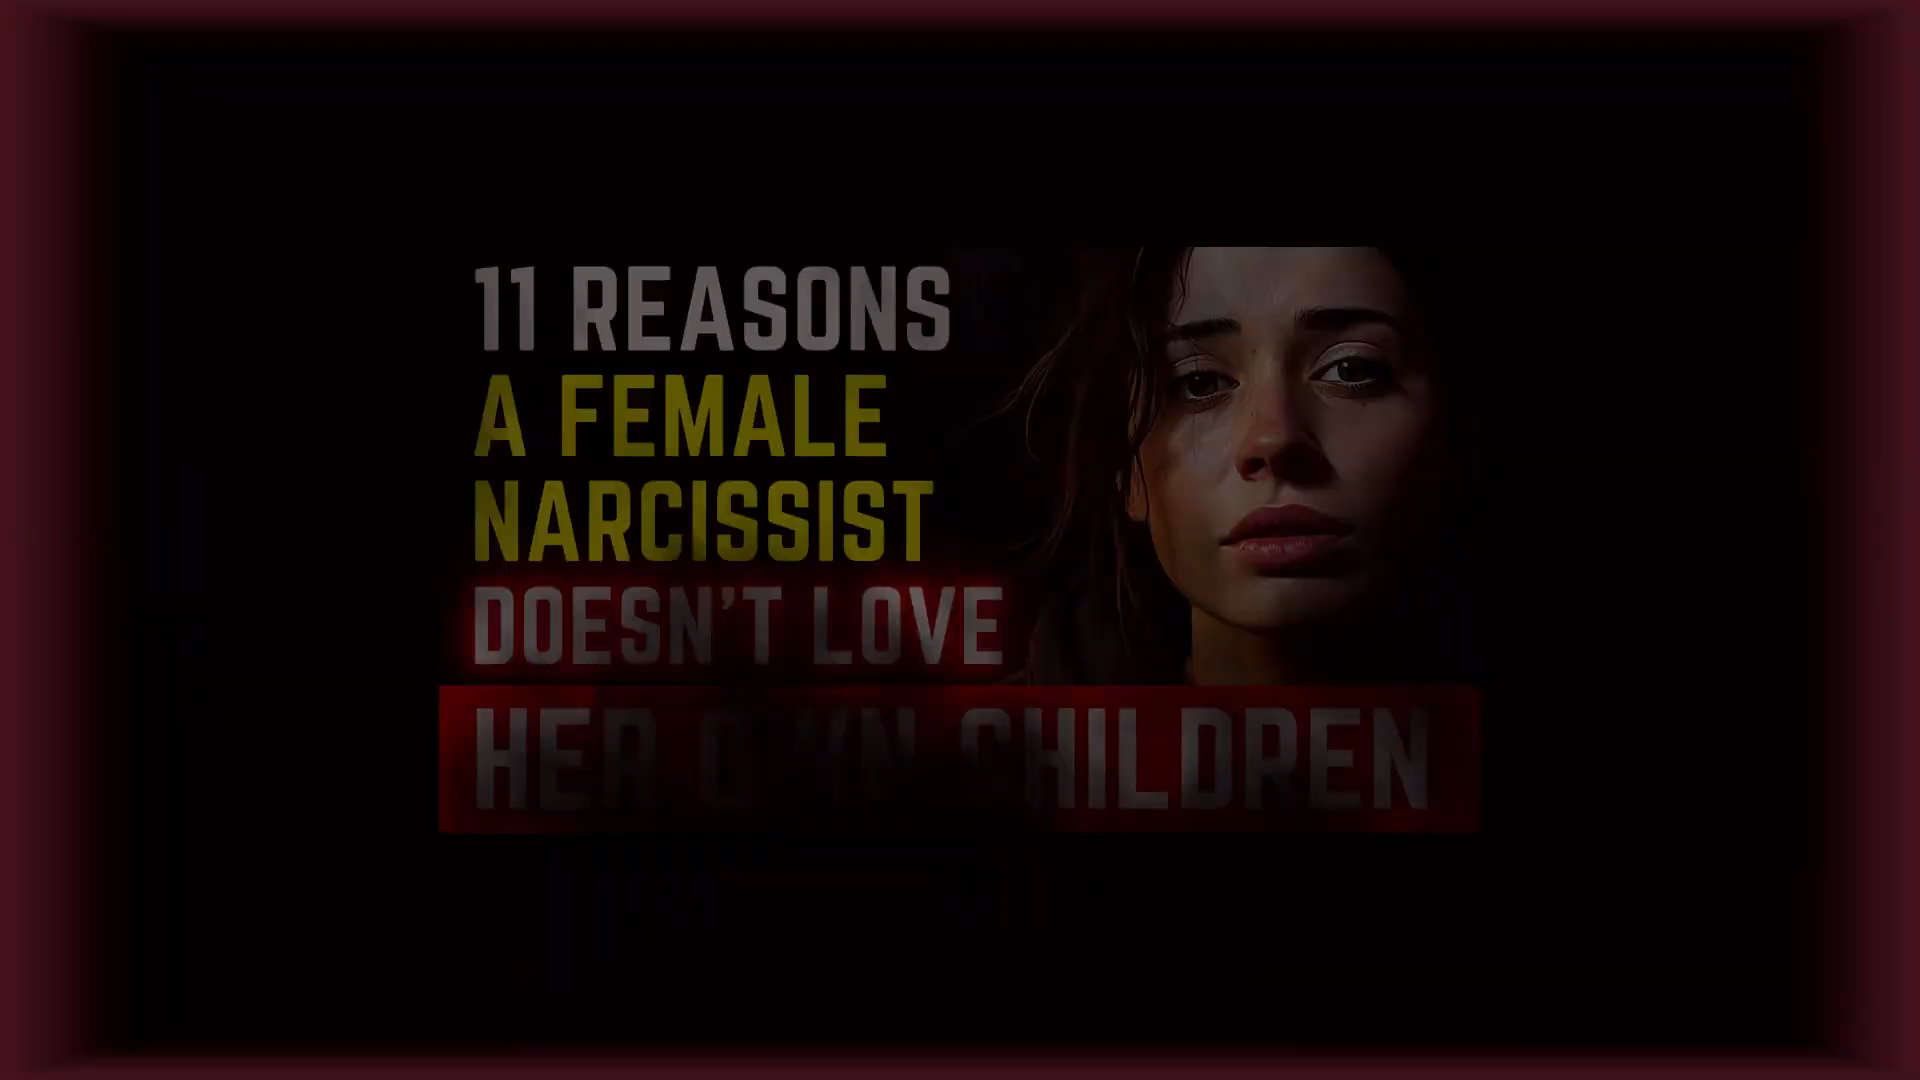 11 REASONS
A FEMALE
NARCISSIST
DOESN'T LOVE
HER OWN CHILDREN